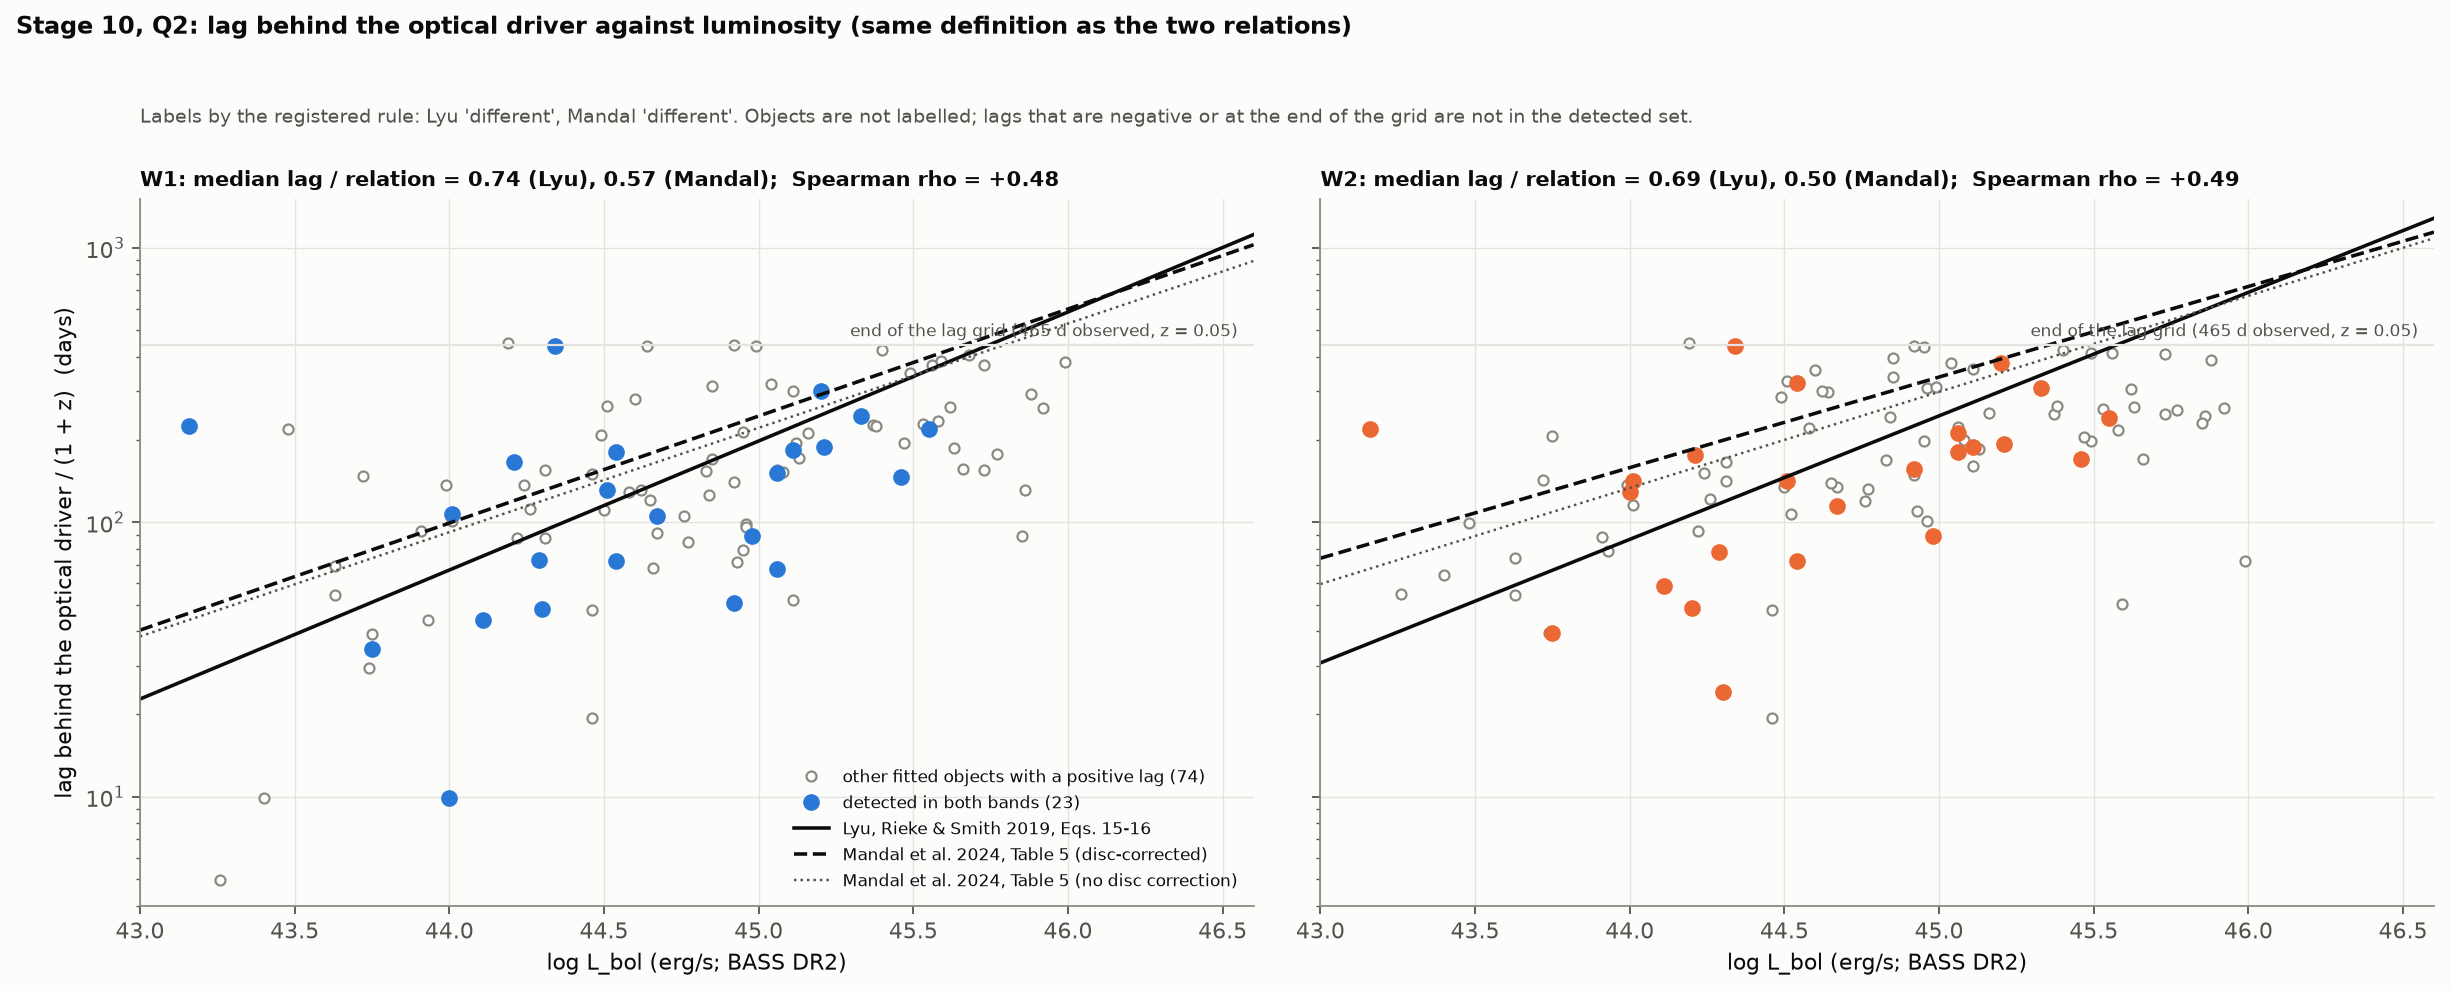 Stage 10, Q2: lag behind the optical driver against luminosity (same definition as the two relations)
Labels by the registered rule: Lyu 'different', Mandal 'different'. Objects are not labelled; lags that are negative or at the end of the grid are not in the detected set.
W1: median lag / relation = 0.74 (Lyu), 0.57 (Mandal);  Spearman rho = +0.48
lag behind the optical driver / (1 + z)  (days)
10³
10²
10¹
end of the lag grid (465 d observed, z = 0.05)
other fitted objects with a positive lag (74)
detected in both bands (23)
Lyu, Rieke & Smith 2019, Eqs. 15-16
Mandal et al. 2024, Table 5 (disc-corrected)
Mandal et al. 2024, Table 5 (no disc correction)
43.0 43.5 44.0 44.5 45.0 45.5 46.0 46.5
log L_bol (erg/s; BASS DR2)
W2: median lag / relation = 0.69 (Lyu), 0.50 (Mandal);  Spearman rho = +0.49
end of the lag grid (465 d observed, z = 0.05)
43.0 43.5 44.0 44.5 45.0 45.5 46.0 46.5
log L_bol (erg/s; BASS DR2)